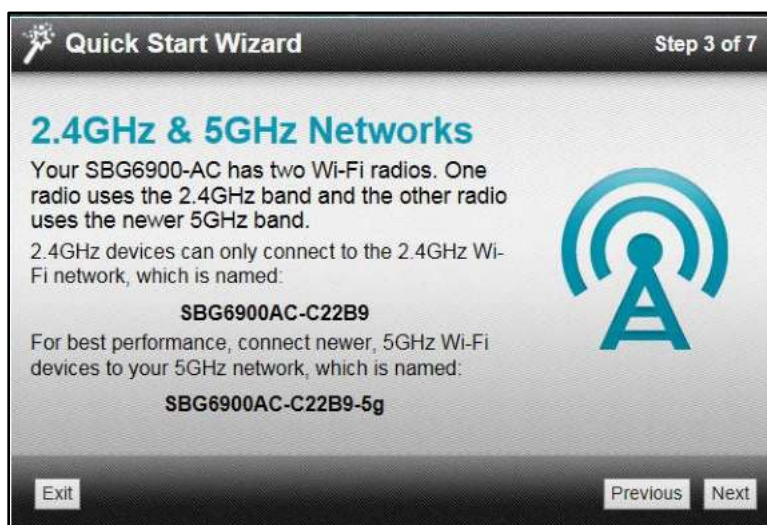 Quick Start Wizard
Step 3 of 7
2.4GHz & 5GHz Networks
Your SBG6900-AC has two Wi-Fi radios. One
radio uses the 2.4GHz band and the other radio
uses the newer 5GHz band.
2.4GHz devices can only connect to the 2.4GHz Wi-
Fi network, which is named:
SBG6900AC-C22B9
For best performance, connect newer, 5GHz Wi-Fi
devices to your 5GHz network, which is named:
SBG6900AC-C22B9-5g
Exit
Previous
Next